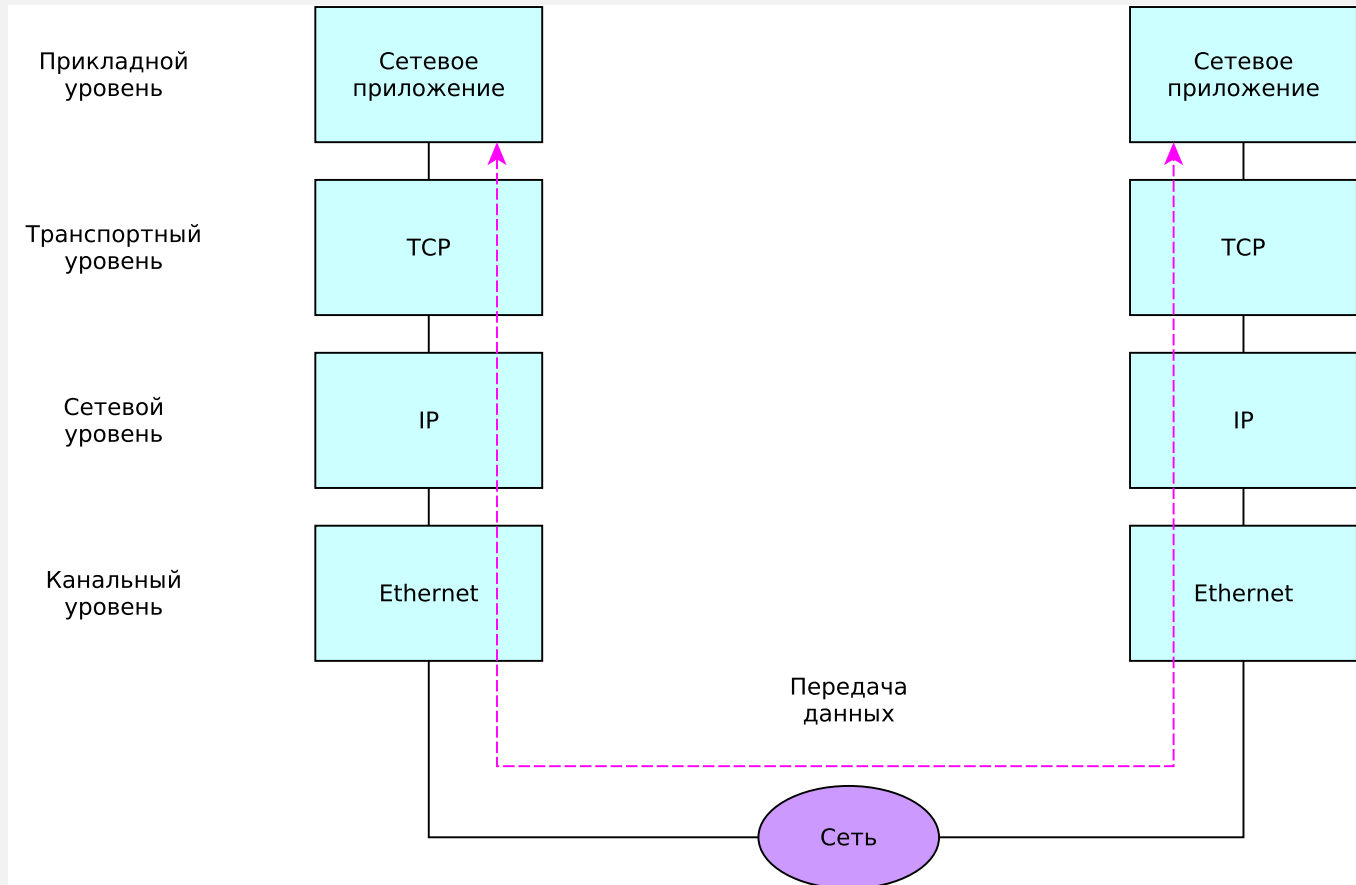 Прикладной
уровень
Сетевое
приложение
Сетевое
приложение
Транспортный
уровень
TCP
TCP
Сетевой
уровень
IP
IP
Канальный
уровень
Ethernet
Ethernet
Передача
данных
Сеть